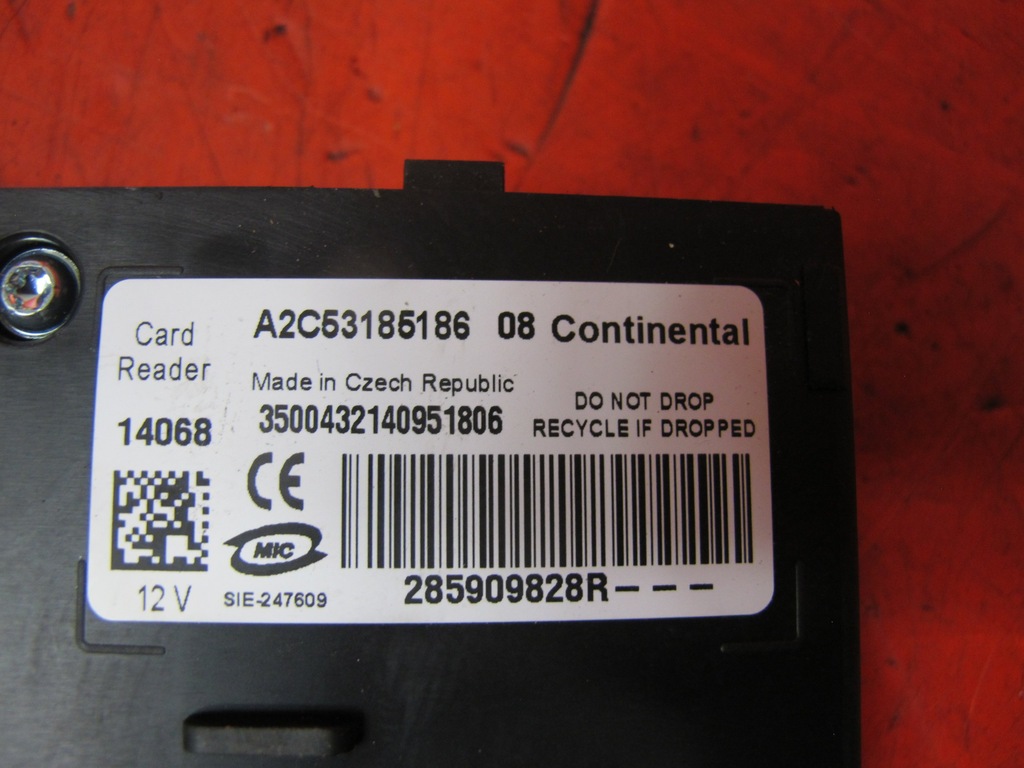 Card
Reader
A2C53185186 08 Continental
Made in Czech Republic
14068
3500432140951806
DO NOT DROP
RECYCLE IF DROPPED
CE
MIC
12 V
SIE-247609
285909828R---